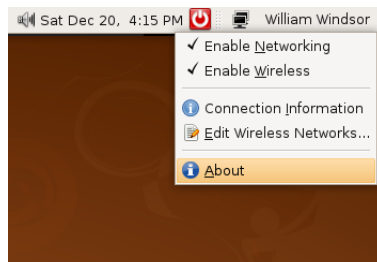 Sat Dec 20, 4:15 PM William Windsor
Enable Networking
Enable Wireless
Connection Information
Edit Wireless Networks...
About